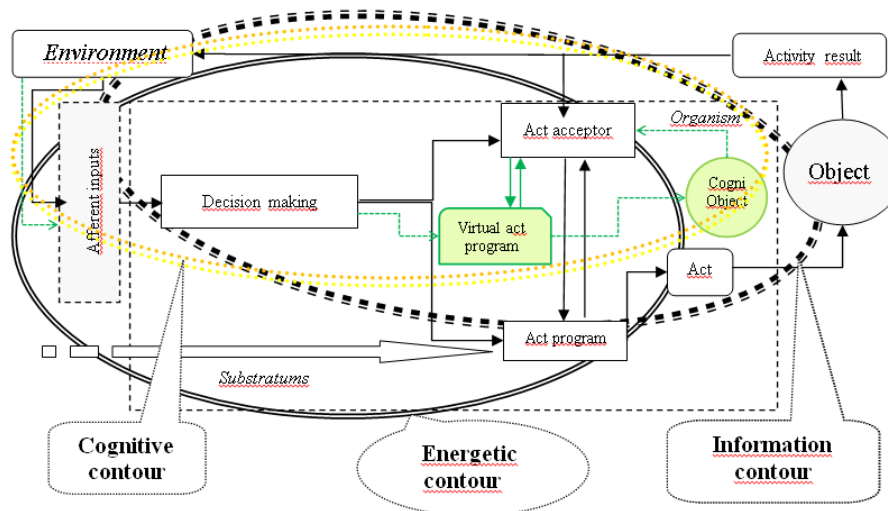 Environment
Activity result
Organism
Act acceptor
Object
Cogni
Object
Afferent inputs
Decision making
Virtual act
program
Act
Act program
Substratums
Cognitive
contour
Energetic
contour
Information
contour